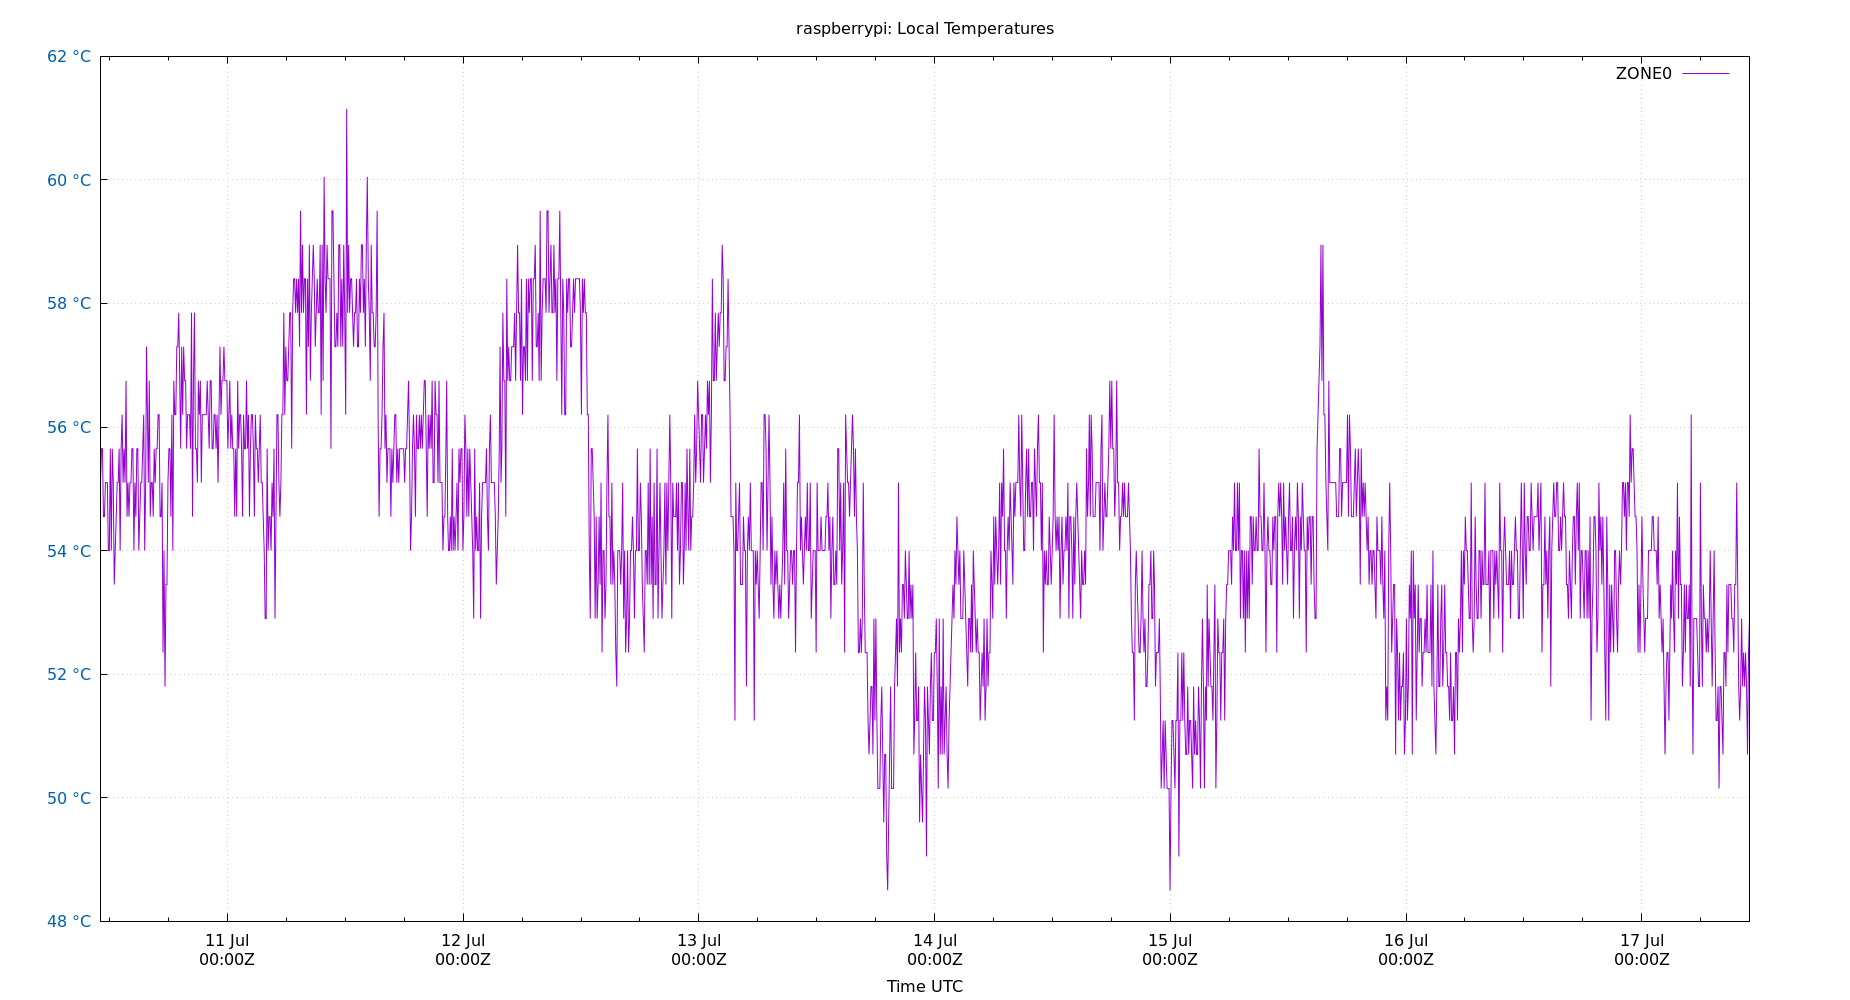 raspberrypi: Local Temperatures
ZONE0
62 °C
60 °C
58 °C
56 °C
54 °C
52 °C
50 °C
48 °C
11 Jul
00:00Z
12 Jul
00:00Z
13 Jul
00:00Z
14 Jul
00:00Z
15 Jul
00:00Z
16 Jul
00:00Z
17 Jul
00:00Z
Time UTC